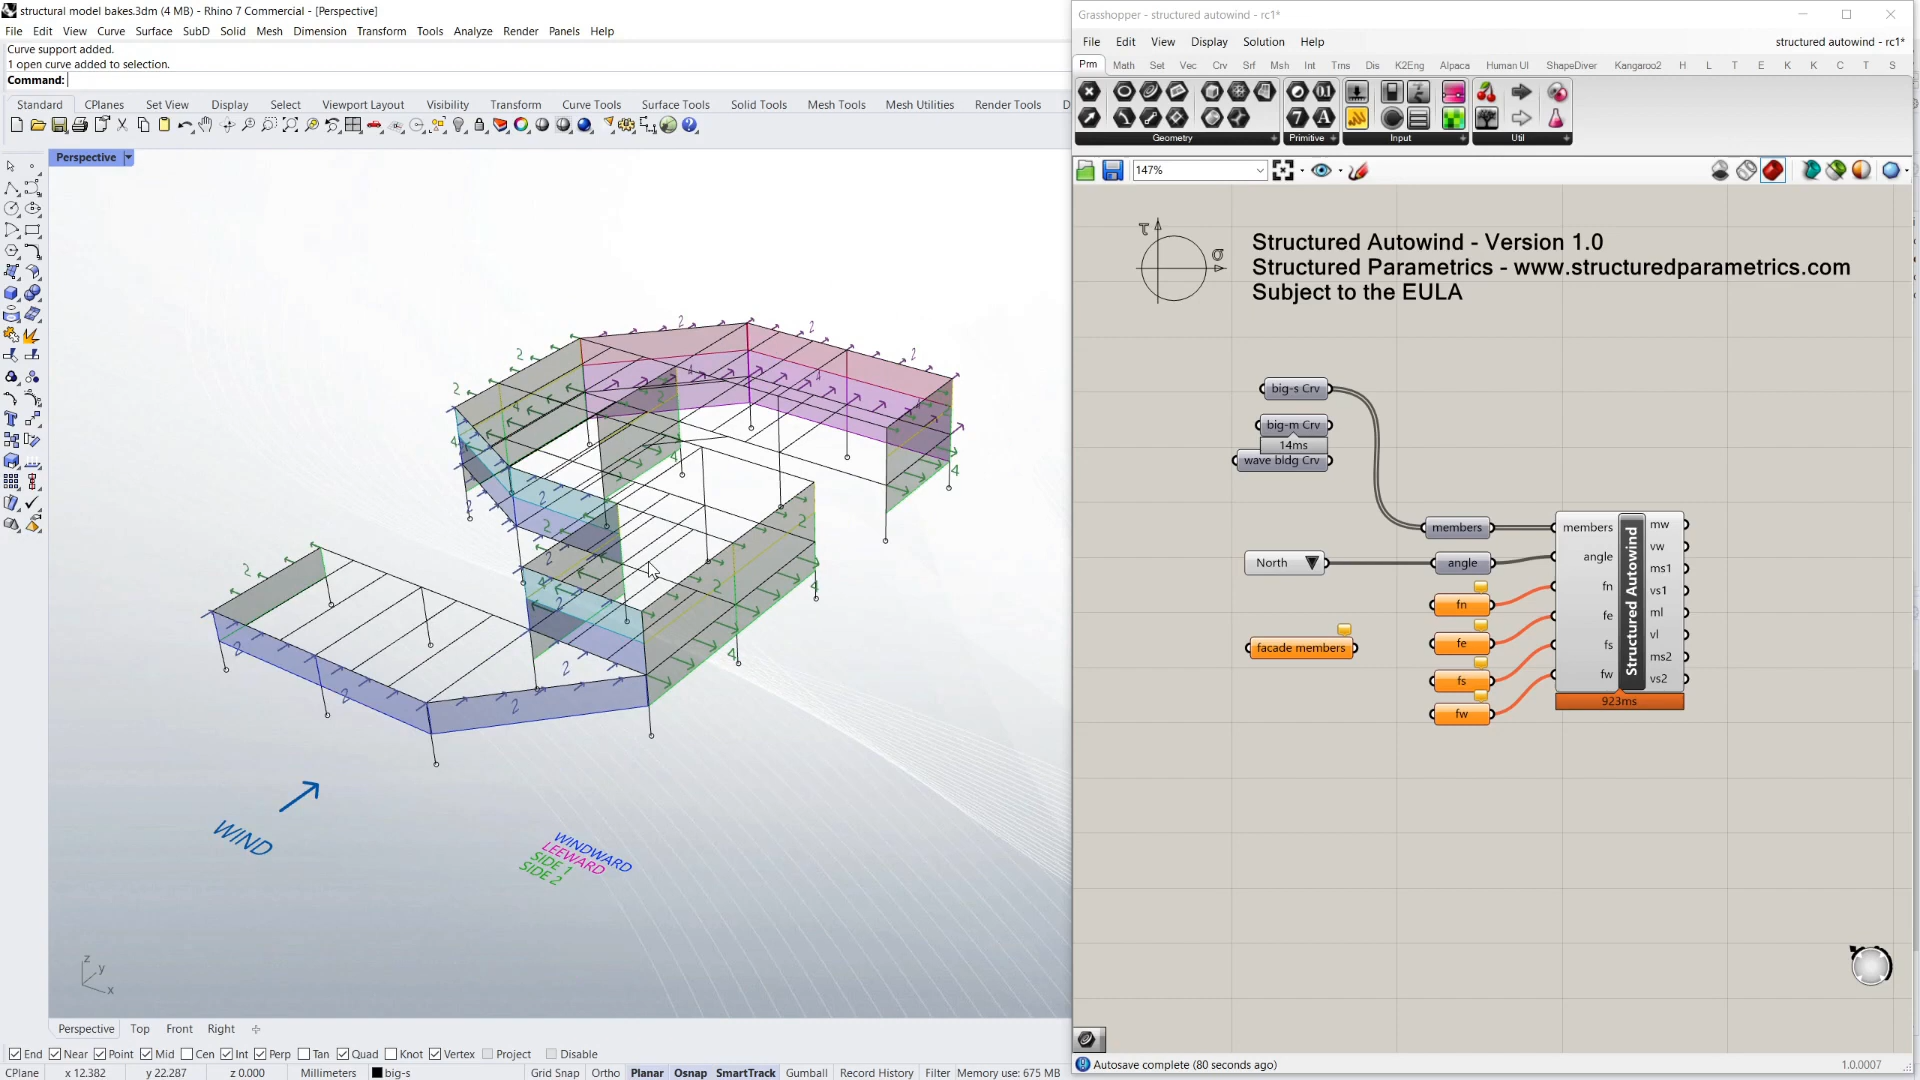 structural model bakes.3dm (4 MB) - Rhino 7 Commercial - [Perspective]
File Edit View Curve Surface SubD Solid Mesh Dimension Transform Tools Analyze Render Panels Help
Curve support added.
1 open curve added to selection.
Command:
Standard CPlanes Set View Display Select Viewport Layout Visibility Transform Curve Tools Surface Tools Solid Tools Mesh Tools Mesh Utilities Render Tools D
Perspective
WIND
WINDWARD
LEEWARD
SIDE 1
SIDE 2
z
y
x
Perspective Top Front Right
End Near Point Mid Cen Int Perp Tan Quad Knot Vertex Project Disable
CPlane x 12.382 y 22.287 z 0.000 Millimeters big-s Grid Snap Ortho Planar Osnap SmartTrack Gumball Record History Filter Memory use: 675 MB
Grasshopper - structured autowind - rc1*
File Edit View Display Solution Help structured autowind - rc1*
Prm Math Set Vec Crv Srf Msh Int Trns Dis K2Eng Alpaca Human UI ShapeDiver Kangaroo2 H L T E K K C T S
Geometry Primitive Input Util
147%
τ
σ
Structured Autowind - Version 1.0
Structured Parametrics - www.structuredparametrics.com
Subject to the EULA
big-s Crv
big-m Crv
14ms
wave bldg Crv
members
North
angle
fn
fe
facade members
fs
fw
members
angle
fn
fe
fs
fw
Structured Autowind
mw
vw
ms1
vs1
ml
vl
ms2
vs2
923ms
Autosave complete (80 seconds ago) 1.0.0007